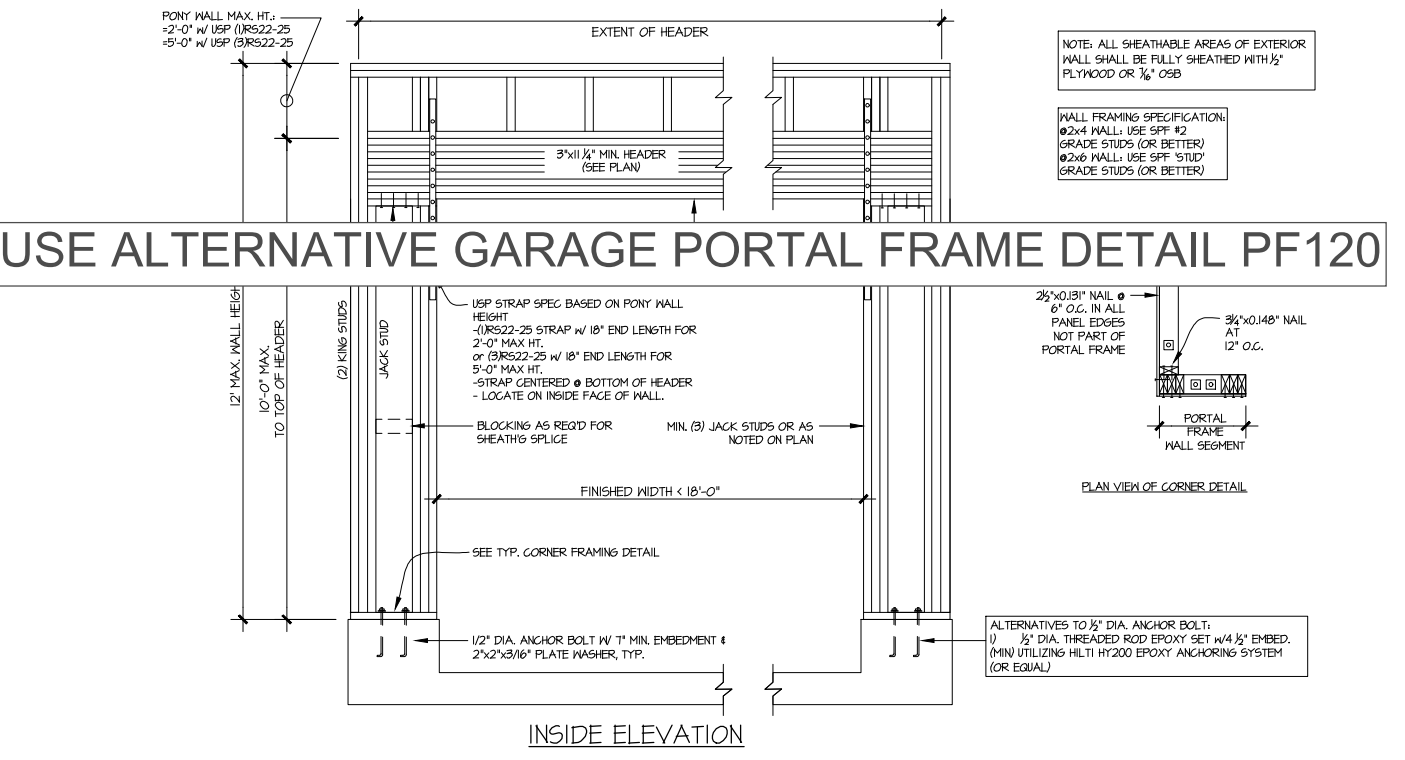 PONY WALL MAX. HT.:
=2'-0" W/ USP (1)RS22-25
=5'-0" W/ USP (3)RS22-25
EXTENT OF HEADER
NOTE: ALL SHEATHABLE AREAS OF EXTERIOR
WALL SHALL BE FULLY SHEATHED WITH 1/2"
PLYWOOD OR 7/16" OSB
WALL FRAMING SPECIFICATION:
@2x4 WALL: USE SPF #2
GRADE STUDS (OR BETTER)
@2x6 WALL: USE SPF 'STUD'
GRADE STUDS (OR BETTER)
3"x11 1/4" MIN. HEADER
(SEE PLAN)
USE ALTERNATIVE GARAGE PORTAL FRAME DETAIL PF120
12' MAX. WALL HEIGH
10'-0" MAX.
TO TOP OF HEADER
(2) KING STUDS
JACK STUD
USP STRAP SPEC BASED ON PONY WALL
HEIGHT
-(1)RS22-25 STRAP w/ 18" END LENGTH FOR
2'-0" MAX HT.
or (3)RS22-25 w/ 18" END LENGTH FOR
5'-0" MAX HT.
-STRAP CENTERED @ BOTTOM OF HEADER
- LOCATE ON INSIDE FACE OF WALL.
BLOCKING AS REQ'D FOR
SHEATH'G SPLICE
MIN. (3) JACK STUDS OR AS
NOTED ON PLAN
FINISHED WIDTH < 18'-0"
SEE TYP. CORNER FRAMING DETAIL
1/2" DIA. ANCHOR BOLT W/ 7" MIN. EMBEDMENT &
2"x2"x3/16" PLATE WASHER, TYP.
INSIDE ELEVATION
2 1/2"x0.131" NAIL @
6" O.C. IN ALL
PANEL EDGES
NOT PART OF
PORTAL FRAME
3 1/4"x0.148" NAIL
AT
12" O.C.
PORTAL
FRAME
WALL SEGMENT
PLAN VIEW OF CORNER DETAIL
ALTERNATIVES TO 1/2" DIA. ANCHOR BOLT:
1) 1/2" DIA. THREADED ROD EPOXY SET w/4 1/2" EMBED.
(MIN) UTILIZING HILTI HY200 EPOXY ANCHORING SYSTEM
(OR EQUAL)